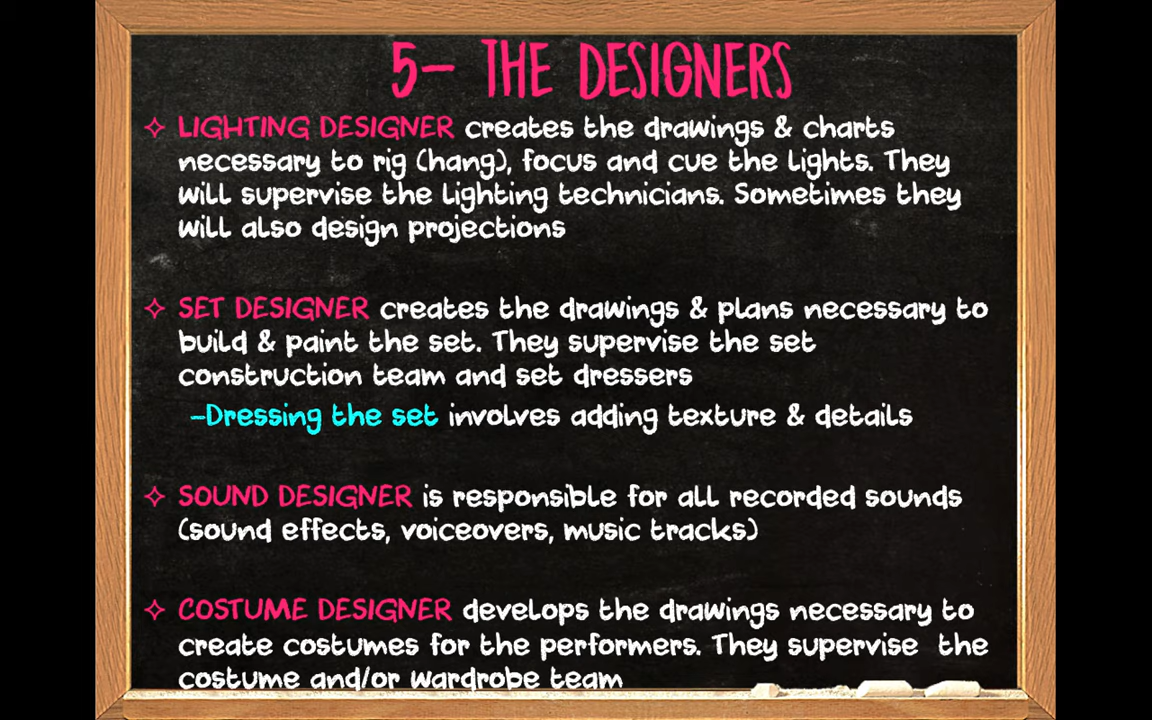 5- THE DESIGNERS
✧ LIGHTING DESIGNER creates the drawings & charts
necessary to rig (hang), focus and cue the lights. They
will supervise the lighting technicians. Sometimes they
will also design projections
✧ SET DESIGNER creates the drawings & plans necessary to
build & paint the set. They supervise the set
construction team and set dressers
-Dressing the set involves adding texture & details
✧ SOUND DESIGNER is responsible for all recorded sounds
(sound effects, voiceovers, music tracks)
✧ COSTUME DESIGNER develops the drawings necessary to
create costumes for the performers. They supervise the
costume and/or wardrobe team